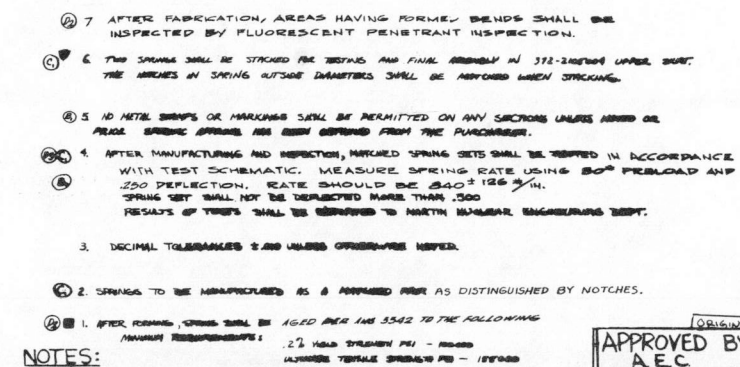 7 AFTER FABRICATION, AREAS HAVING FORMED BENDS SHALL BE
INSPECTED BY FLUORESCENT PENETRANT INSPECTION.
6 TWO SPRINGS SHALL BE STACKED FOR TESTING AND FINAL ASSEMBLY IN UPPER
THE NOTCHES IN SPRING OUTSIDE DIAMETERS SHALL BE MATCHED WHEN STACKING.
5. NO METAL STAMPS OR MARKINGS SHALL BE PERMITTED ON ANY SECTIONS UNLESS NOTED OR
PRIOR HAS BEEN OBTAINED FROM THE PURCHASER.
4. AFTER MANUFACTURING AND INSPECTION, MATCHED SPRING SETS SHALL BE TESTED IN ACCORDANCE
WITH TEST SCHEMATIC. MEASURE SPRING RATE USING PRELOAD AND
.250 DEFLECTION. RATE SHOULD BE 840 ± 126 #/IN.
SPRING SET SHALL NOT BE DEFLECTED MORE THAN .500
RESULTS OF TESTS SHALL BE REPORTED TO MARTIN NUCLEAR ENGINEERING DEPT.
3. DECIMAL TOLERANCES UNLESS OTHERWISE NOTED.
2. SPRINGS TO BE MANUFACTURED AS A MATCHED PAIR AS DISTINGUISHED BY NOTCHES.
1. AFTER FORMING, SPRING SHALL BE AGED PER AMS 5542 TO THE FOLLOWING
MINIMUM REQUIREMENTS:
.2% YIELD STRENGTH PSI -
ULTIMATE TENSILE STRENGTH PSI -
NOTES:
APPROVED BY
A.E.C.